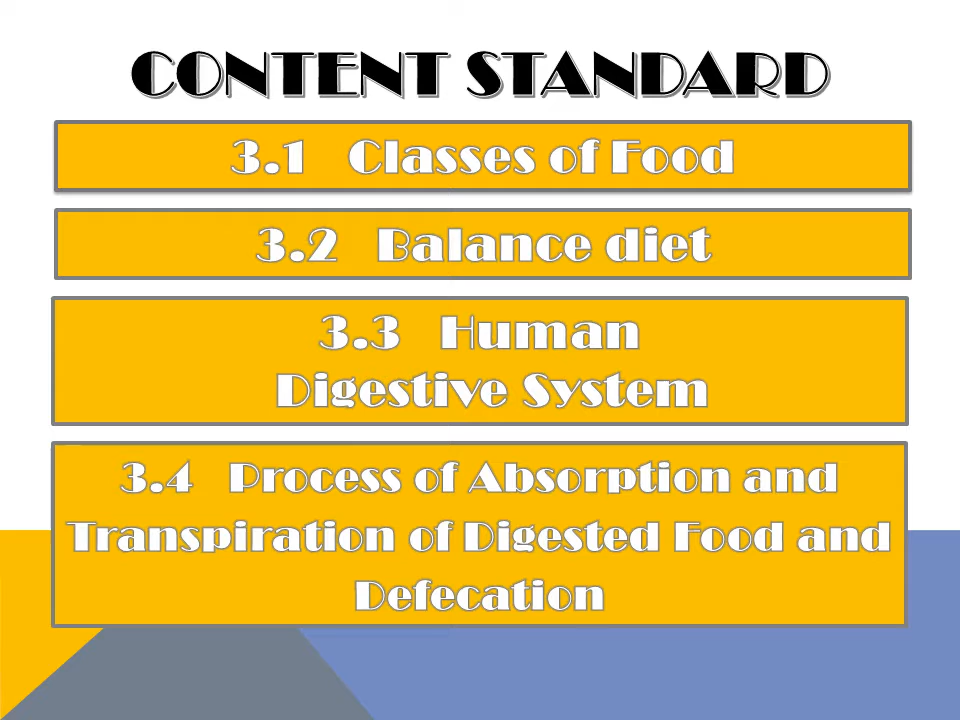 CONTENT STANDARD
3.1 Classes of Food
3.2 Balance diet
3.3 Human
Digestive System
3.4 Process of Absorption and
Transpiration of Digested Food and
Defecation